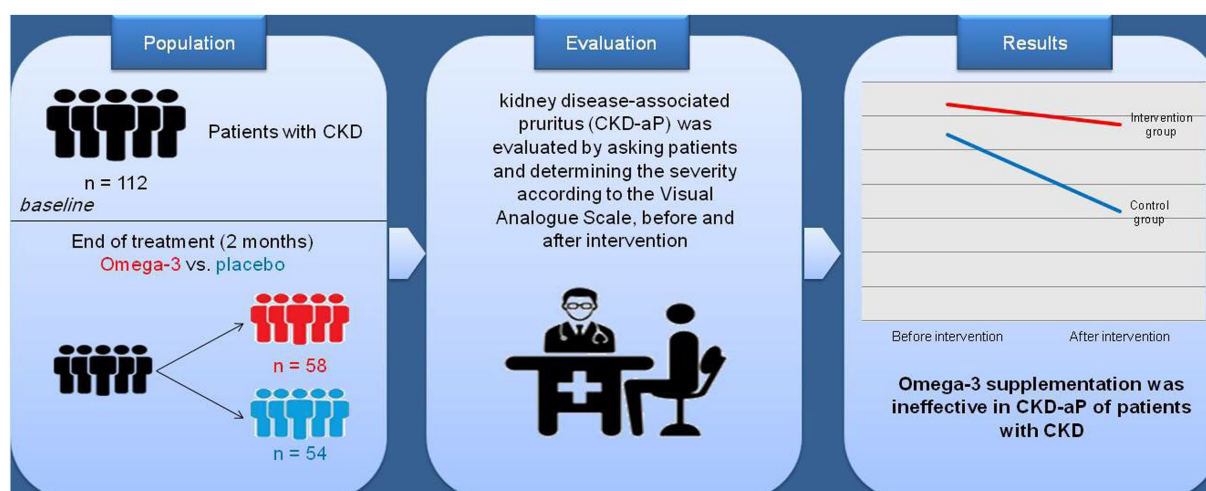 Population
Patients with CKD
n = 112
baseline
End of treatment (2 months)
Omega-3 vs. placebo
n = 58
n = 54
Evaluation
kidney disease-associated
pruritus (CKD-aP) was
evaluated by asking patients
and determining the severity
according to the Visual
Analogue Scale, before and
after intervention
Results
Intervention
group
Control
group
Before intervention
After intervention
Omega-3 supplementation was
ineffective in CKD-aP of patients
with CKD